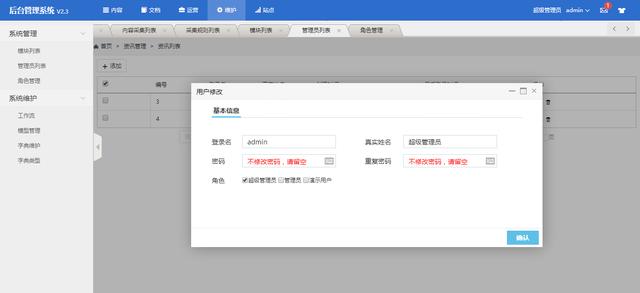 后台管理系统 V2.3 内容 文档 运营 维护 站点 超级管理员 admin 1
内容采集列表 采集规则列表 模块列表 管理员列表 角色管理
系统管理
模块列表
管理员列表
角色管理
系统维护
工作流
模型管理
字典维护
字典类型
首页 > 资讯管理 > 资讯列表
+ 添加
编号
3
4
用户修改
基本信息
登录名 admin 真实姓名 超级管理员
密码 不修改密码，请留空 重复密码 不修改密码，请留空
角色 超级管理员 管理员 演示用户
确认